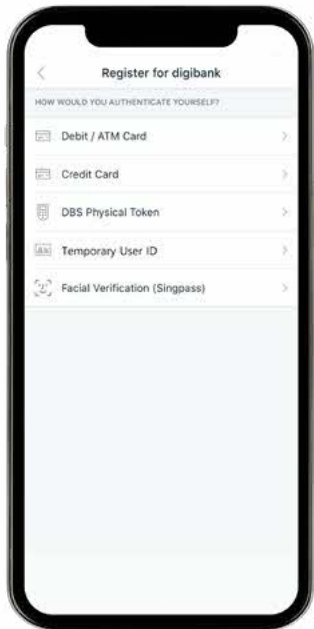 Register for digibank
HOW WOULD YOU AUTHENTICATE YOURSELF?
Debit / ATM Card
Credit Card
DBS Physical Token
Temporary User ID
Facial Verification (Singpass)